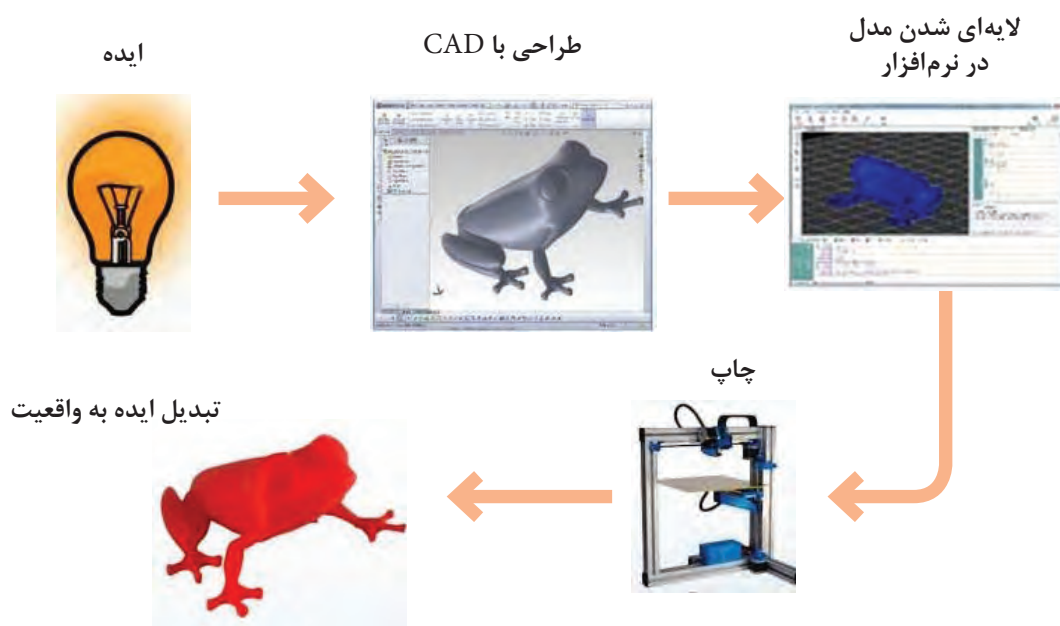 ایده
طراحی با CAD
لایه‌ای شدن مدل
در نرم‌افزار
چاپ
تبدیل ایده به واقعیت